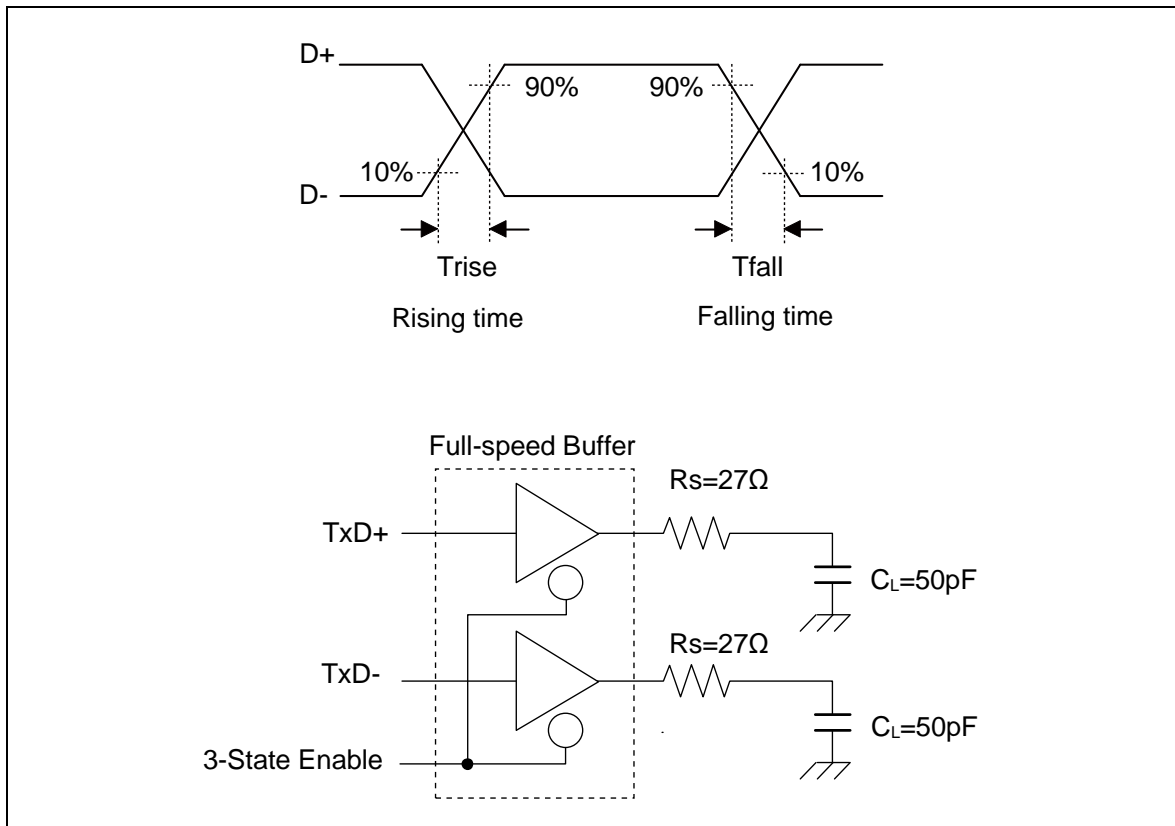 D+
90% 90%
10% 10%
D-
Trise Tfall
Rising time Falling time
Full-speed Buffer
Rs=27Ω
TxD+
CL=50pF
Rs=27Ω
TxD-
CL=50pF
3-State Enable